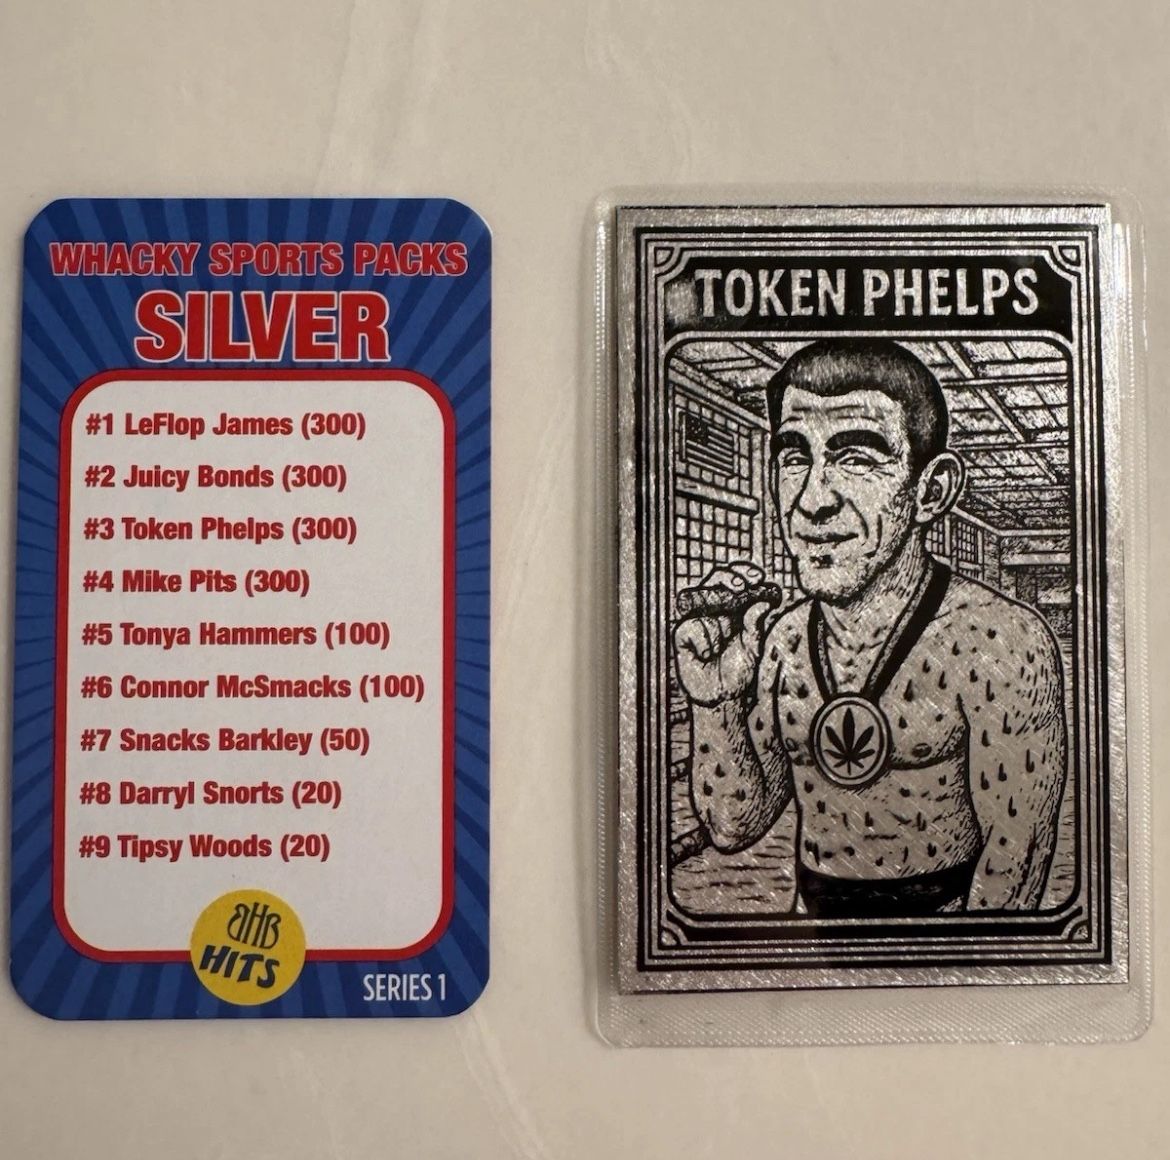 WHACKY SPORTS PACKS
SILVER
#1 LeFlop James (300)
#2 Juicy Bonds (300)
#3 Token Phelps (300)
#4 Mike Pits (300)
#5 Tonya Hammers (100)
#6 Connor McSmacks (100)
#7 Snacks Barkley (50)
#8 Darryl Snorts (20)
#9 Tipsy Woods (20)
BHB
HITS
SERIES 1
TOKEN PHELPS